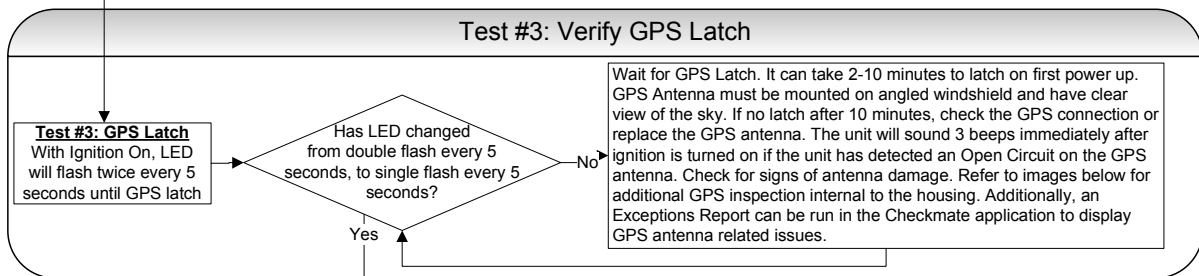 Test #3: Verify GPS Latch
Test #3: GPS Latch
With Ignition On, LED
will flash twice every 5
seconds until GPS latch
Has LED changed
from double flash every 5
seconds, to single flash every 5
seconds?
No
Wait for GPS Latch. It can take 2-10 minutes to latch on first power up.
GPS Antenna must be mounted on angled windshield and have clear
view of the sky. If no latch after 10 minutes, check the GPS connection or
replace the GPS antenna. The unit will sound 3 beeps immediately after
ignition is turned on if the unit has detected an Open Circuit on the GPS
antenna. Check for signs of antenna damage. Refer to images below for
additional GPS inspection internal to the housing. Additionally, an
Exceptions Report can be run in the Checkmate application to display
GPS antenna related issues.
Yes